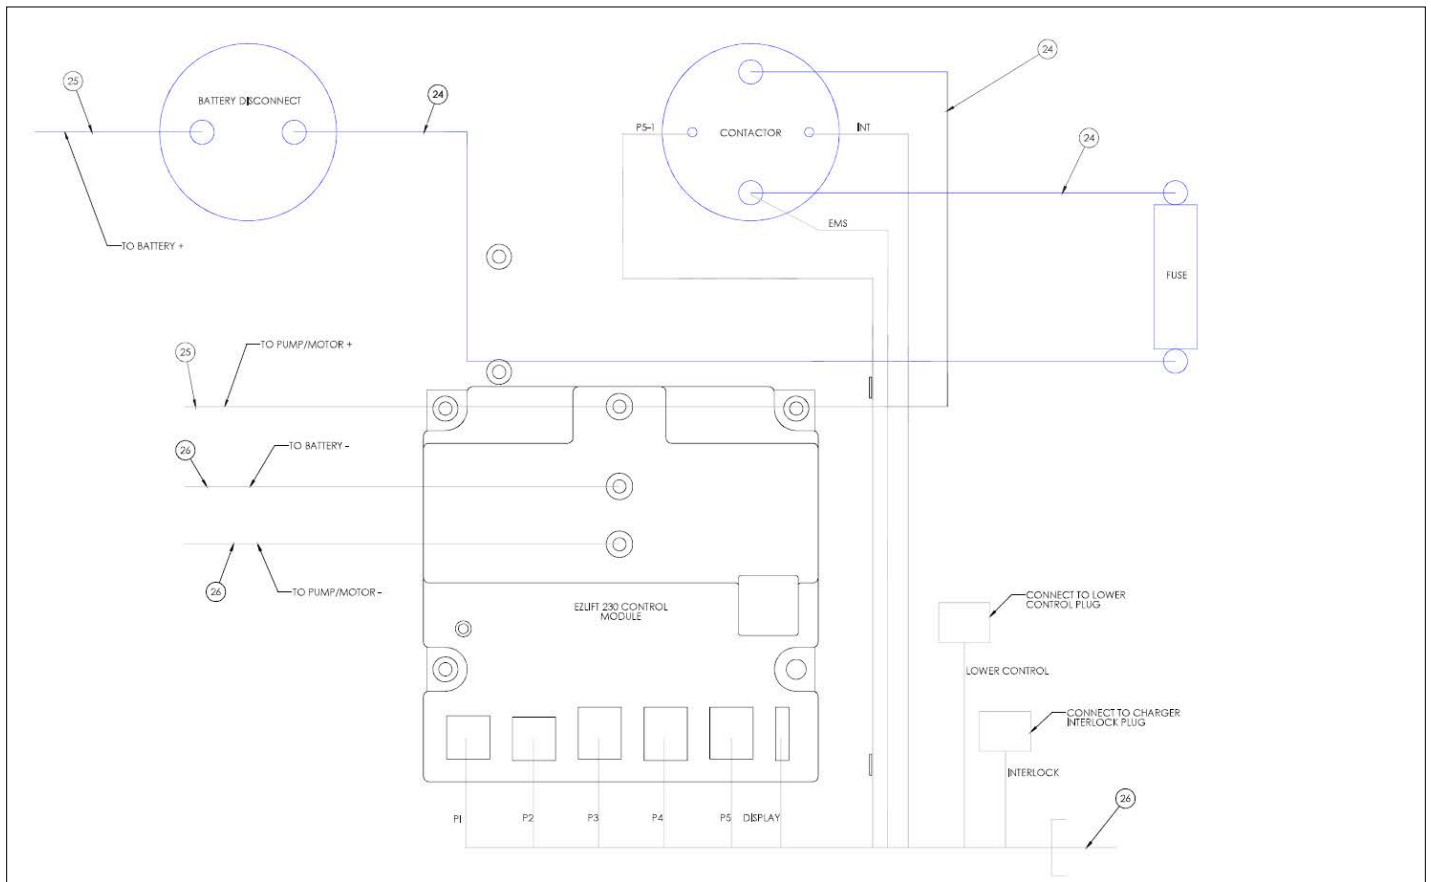 24
25
BATTERY DISCONNECT
24
P5-1
CONTACTOR
INT
24
EMS
TO BATTERY +
FUSE
25
TO PUMP/MOTOR +
26
TO BATTERY -
26
TO PUMP/MOTOR -
EZLIFT 230 CONTROL
MODULE
CONNECT TO LOWER
CONTROL PLUG
LOWER CONTROL
CONNECT TO CHARGER
INTERLOCK PLUG
INTERLOCK
26
P1
P2
P3
P4
P5
DISPLAY